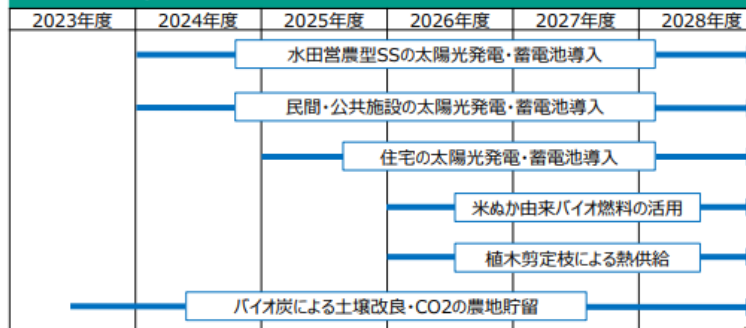 2023年度 2024年度 2025年度 2026年度 2027年度 2028年度
水田営農型SSの太陽光発電・蓄電池導入
民間・公共施設の太陽光発電・蓄電池導入
住宅の太陽光発電・蓄電池導入
米ぬか由来バイオ燃料の活用
植木剪定枝による熱供給
バイオ炭による土壌改良・CO2の農地貯留